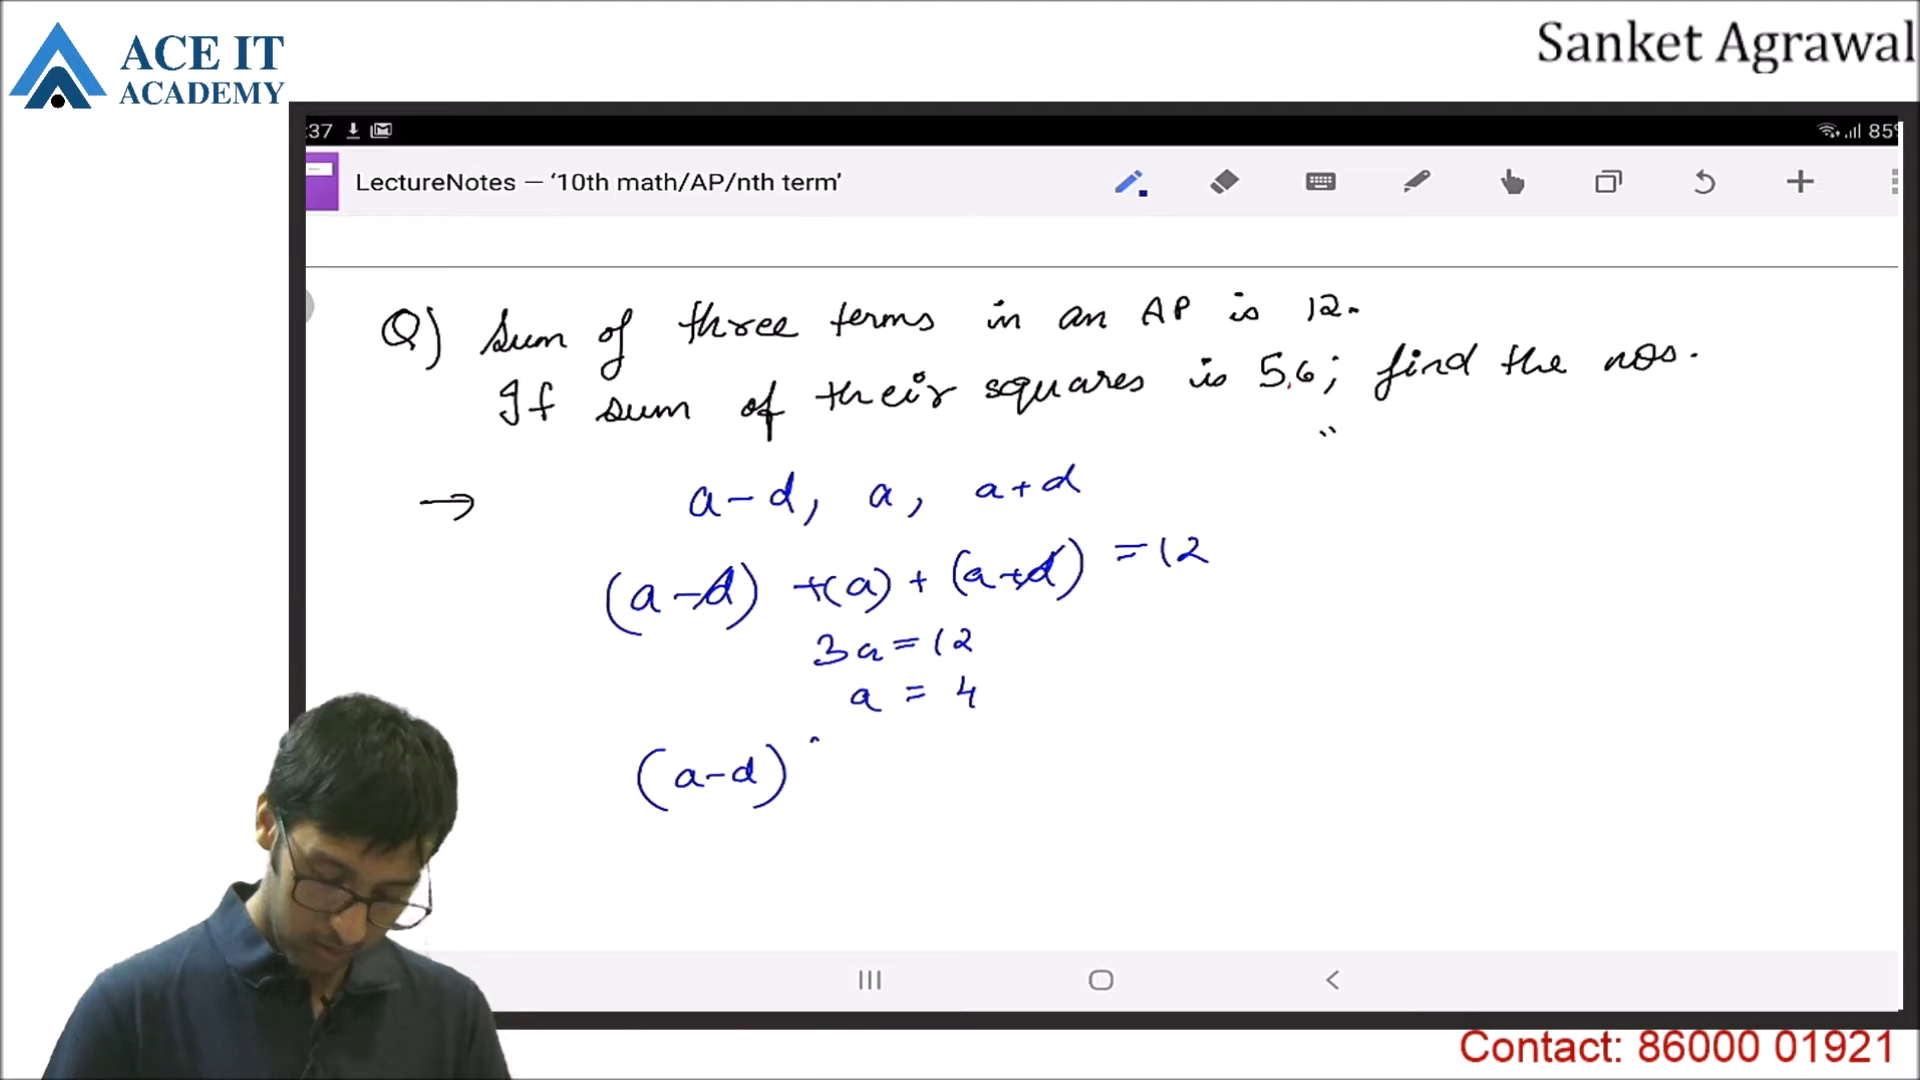 ACE IT
ACADEMY
Sanket Agrawal
:37
85%
LectureNotes — ‘10th math/AP/nth term’
Q) Sum of three terms in an AP is 12.
If sum of their squares is 56; find the nos.
→ a-d, a, a+d
(a-d) +(a) + (a+d) =12
3a=12
a = 4
(a-d)
Contact: 86000 01921